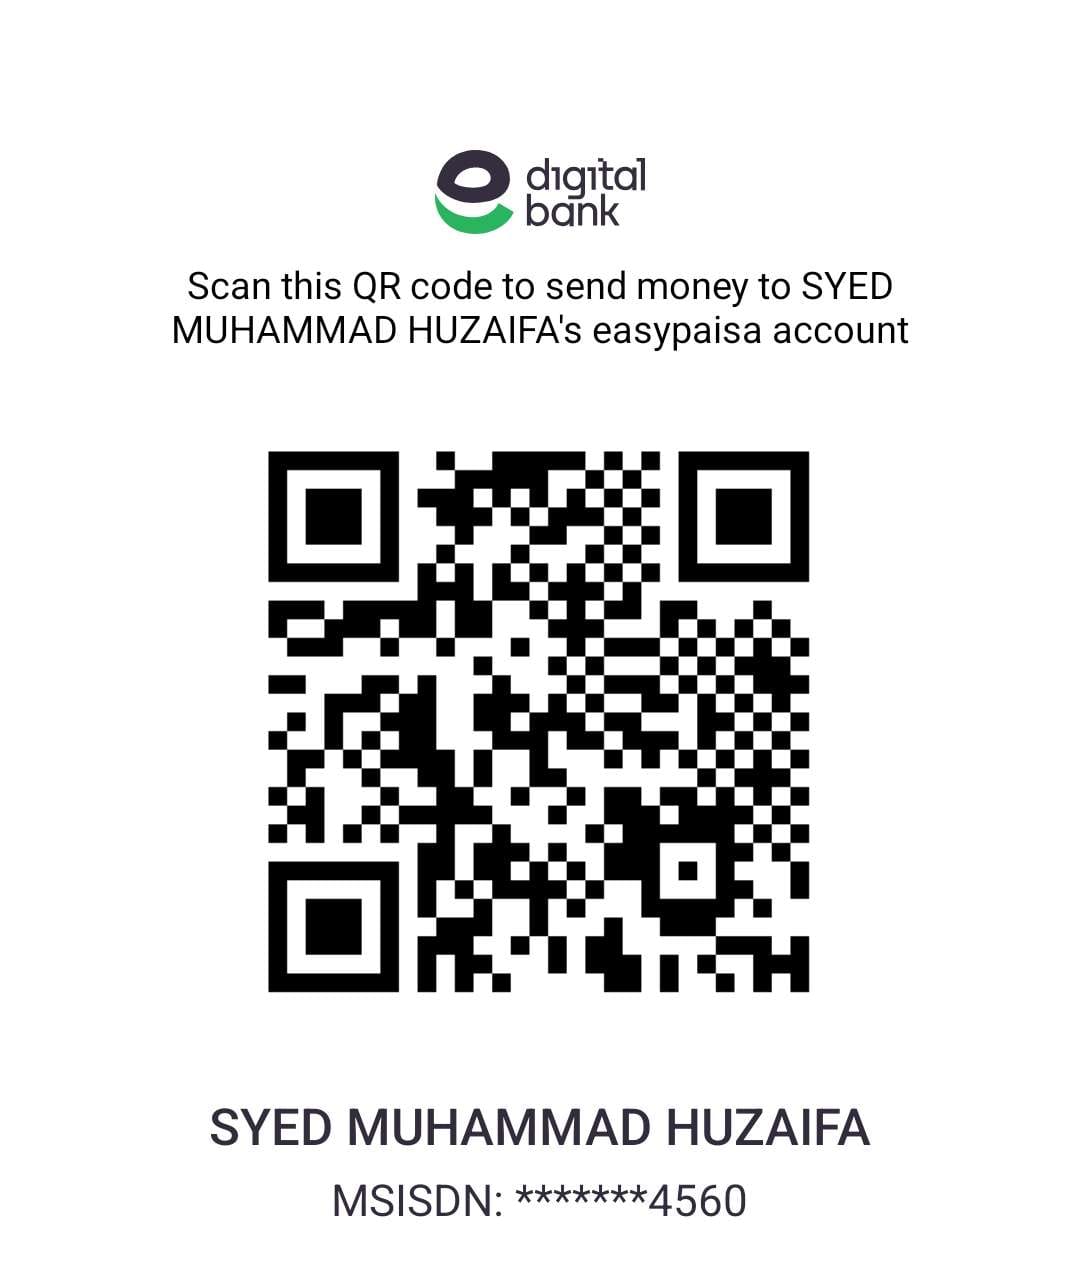 digital
bank
Scan this QR code to send money to SYED
MUHAMMAD HUZAIFA's easypaisa account
SYED MUHAMMAD HUZAIFA
MSISDN: *******4560